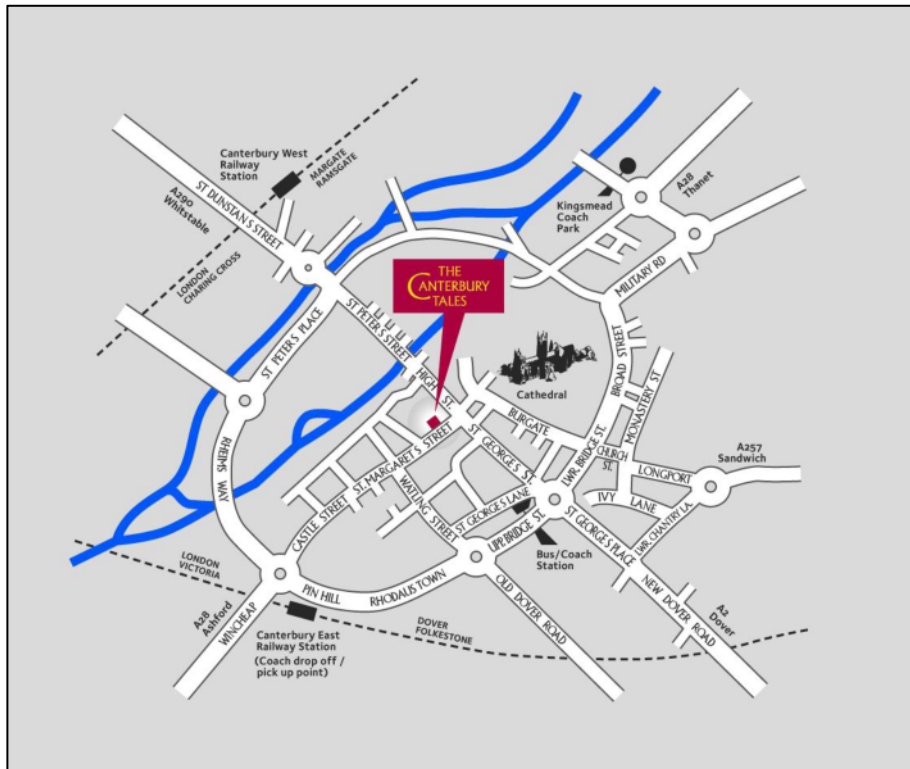 Canterbury West
Railway
Station
MARGATE
RAMSGATE
A290
Whitstable
ST DUNSTANS STREET
LONDON
CHARING CROSS
Kingsmead
Coach
Park
A28
Thanet
MILITARY RD
THE
CANTERBURY
TALES
ST PETERS PLACE
ST PETERS STREET
HIGH ST.
Cathedral
BROAD STREET
MONASTERY ST
BURGATE
CHURCH
ST.
LWR. BRIDGE ST.
LONGPORT
A257
Sandwich
IVY LANE
LWR. CHANTRY LA.
RHEIMS WAY
ST. MARGARETS STREET
ST GEORGES ST.
CASTLE STREET
WATLING STREET
ST GEORGES LANE
UPP. BRIDGE ST.
Bus/Coach
Station
ST GEORGES PLACE
NEW DOVER ROAD
A2
Dover
LONDON
VICTORIA
PIN HILL
RHODAUS TOWN
OLD DOVER ROAD
A28
Ashford
WINCHEAP
Canterbury East
Railway Station
(Coach drop off /
pick up point)
DOVER
FOLKESTONE